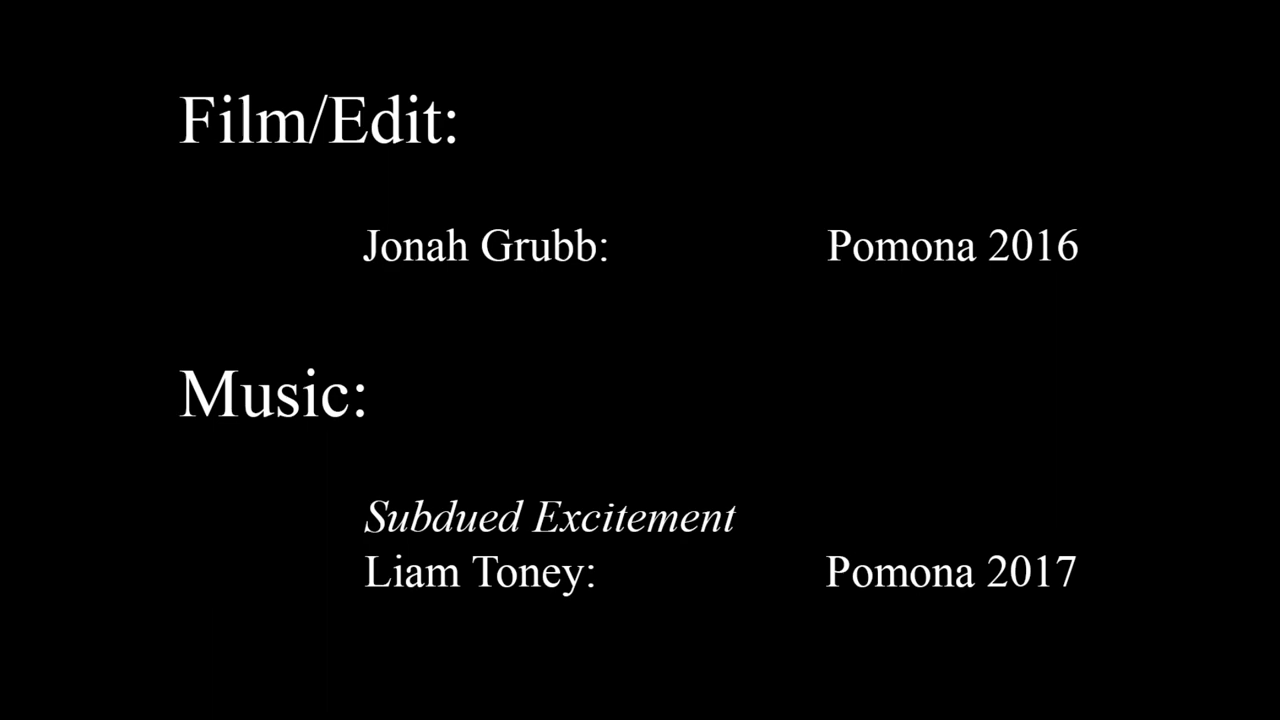 Film/Edit:
Jonah Grubb: Pomona 2016
Music:
Subdued Excitement
Liam Toney: Pomona 2017